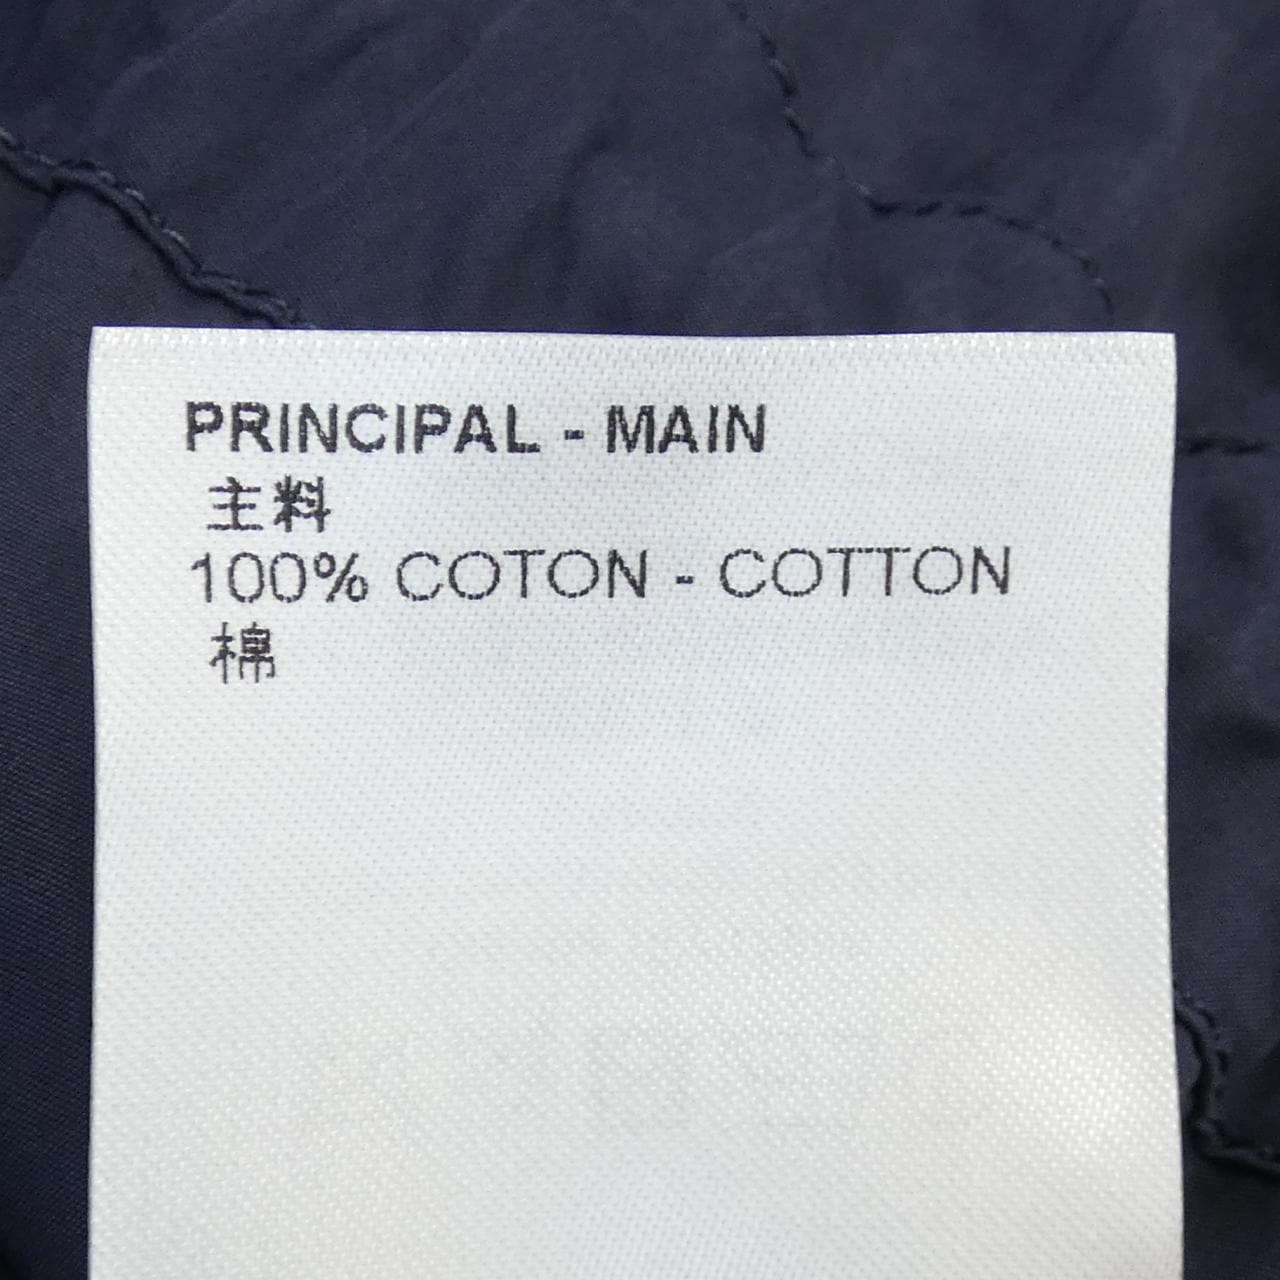 PRINCIPAL - MAIN
主料
100% COTON - COTTON
棉